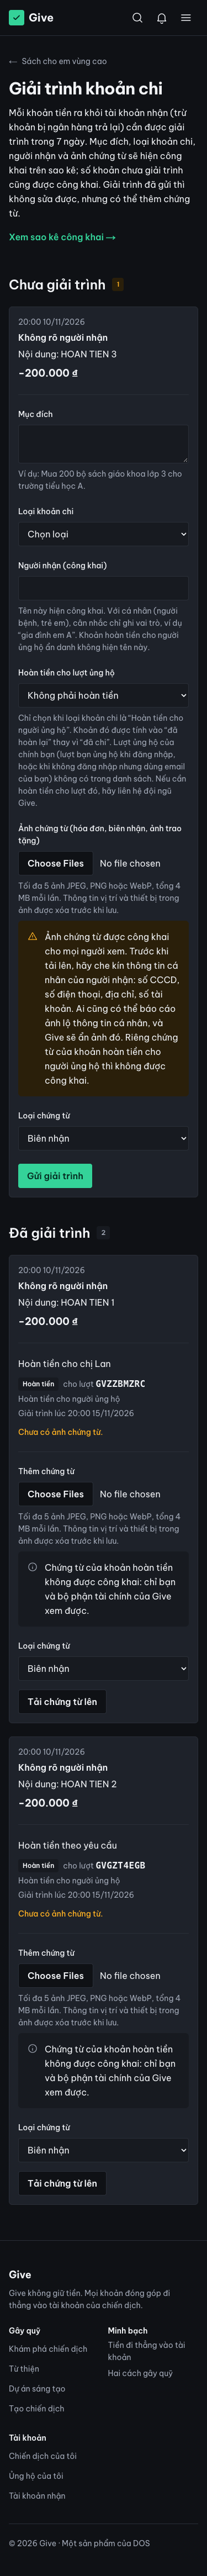 Give
← Sách cho em vùng cao
Giải trình khoản chi
Mỗi khoản tiền ra khỏi tài khoản nhận (trừ
khoản bị ngân hàng trả lại) cần được giải
trình trong 7 ngày. Mục đích, loại khoản chi,
người nhận và ảnh chứng từ sẽ hiện công
khai trên sao kê; số khoản chưa giải trình
cũng được công khai. Giải trình đã gửi thì
không sửa được, nhưng có thể thêm chứng
từ.
Xem sao kê công khai →
Chưa giải trình 1
20:00 10/11/2026
Không rõ người nhận
Nội dung: HOAN TIEN 3
-200.000 đ
Mục đích
Ví dụ: Mua 200 bộ sách giáo khoa lớp 3 cho
trường tiểu học A.
Loại khoản chi
Chọn loại
Người nhận (công khai)
Tên này hiện công khai. Với cá nhân (người
bệnh, trẻ em), cân nhắc chỉ ghi vai trò, ví dụ
"gia đình em A". Khoản hoàn tiền cho người
ủng hộ ẩn danh không hiện tên này.
Hoàn tiền cho lượt ủng hộ
Không phải hoàn tiền
Chỉ chọn khi loại khoản chi là "Hoàn tiền cho
người ủng hộ". Khoản đó được tính vào "đã
hoàn lại" thay vì "đã chi". Lượt ủng hộ của
chính bạn (lượt bạn ủng hộ khi đăng nhập,
hoặc khi không đăng nhập nhưng dùng email
của bạn) không có trong danh sách. Nếu cần
hoàn tiền cho lượt đó, hãy liên hệ đội ngũ
Give.
Ảnh chứng từ (hóa đơn, biên nhận, ảnh trao
tặng)
Choose Files No file chosen
Tối đa 5 ảnh JPEG, PNG hoặc WebP, tổng 4
MB mỗi lần. Thông tin vị trí và thiết bị trong
ảnh được xóa trước khi lưu.
Ảnh chứng từ được công khai
cho mọi người xem. Trước khi
tải lên, hãy che kín thông tin cá
nhân của người nhận: số CCCD,
số điện thoại, địa chỉ, số tài
khoản. Ai cũng có thể báo cáo
ảnh lộ thông tin cá nhân, và
Give sẽ ẩn ảnh đó. Riêng chứng
từ của khoản hoàn tiền cho
người ủng hộ thì không được
công khai.
Loại chứng từ
Biên nhận
Gửi giải trình
Đã giải trình 2
20:00 10/11/2026
Không rõ người nhận
Nội dung: HOAN TIEN 1
-200.000 đ
Hoàn tiền cho chị Lan
Hoàn tiền cho lượt GVZZBMZRC
Hoàn tiền cho người ủng hộ
Giải trình lúc 20:00 15/11/2026
Chưa có ảnh chứng từ.
Thêm chứng từ
Choose Files No file chosen
Tối đa 5 ảnh JPEG, PNG hoặc WebP, tổng 4
MB mỗi lần. Thông tin vị trí và thiết bị trong
ảnh được xóa trước khi lưu.
Chứng từ của khoản hoàn tiền
không được công khai: chỉ bạn
và bộ phận tài chính của Give
xem được.
Loại chứng từ
Biên nhận
Tải chứng từ lên
20:00 10/11/2026
Không rõ người nhận
Nội dung: HOAN TIEN 2
-200.000 đ
Hoàn tiền theo yêu cầu
Hoàn tiền cho lượt GVGZT4EGB
Hoàn tiền cho người ủng hộ
Giải trình lúc 20:00 15/11/2026
Chưa có ảnh chứng từ.
Thêm chứng từ
Choose Files No file chosen
Tối đa 5 ảnh JPEG, PNG hoặc WebP, tổng 4
MB mỗi lần. Thông tin vị trí và thiết bị trong
ảnh được xóa trước khi lưu.
Chứng từ của khoản hoàn tiền
không được công khai: chỉ bạn
và bộ phận tài chính của Give
xem được.
Loại chứng từ
Biên nhận
Tải chứng từ lên
Give
Give không giữ tiền. Mọi khoản đóng góp đi
thẳng vào tài khoản của chiến dịch.
Gây quỹ
Khám phá chiến dịch
Từ thiện
Dự án sáng tạo
Tạo chiến dịch
Minh bạch
Tiền đi thẳng vào tài
khoản
Hai cách gây quỹ
Tài khoản
Chiến dịch của tôi
Ủng hộ của tôi
Tài khoản nhận
© 2026 Give · Một sản phẩm của DOS